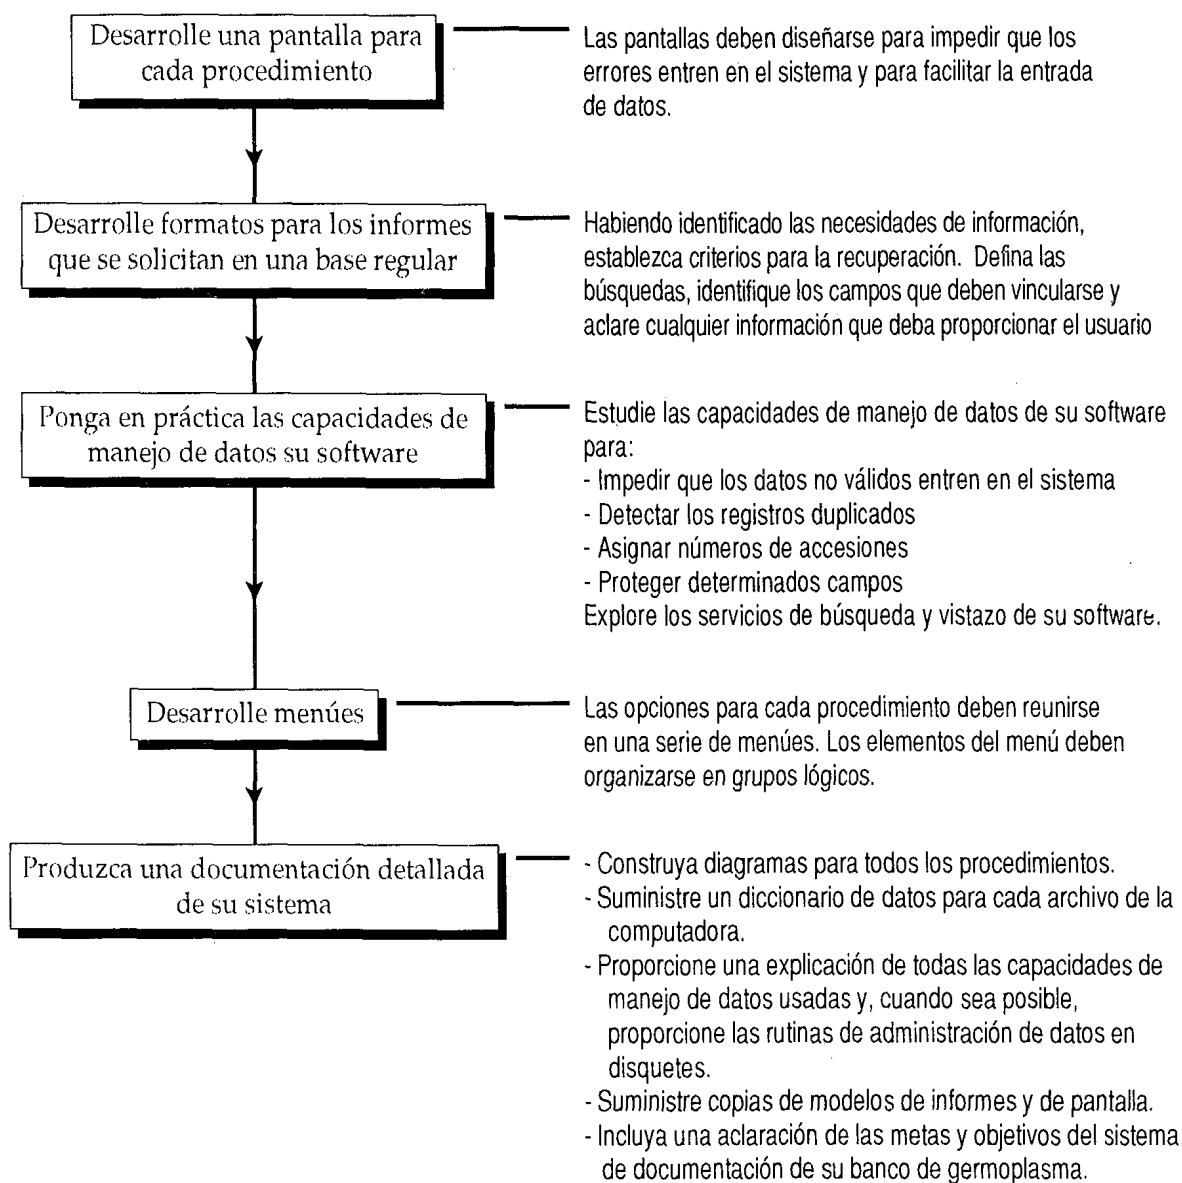 Desarrolle una pantalla para
cada procedimiento
Las pantallas deben diseñarse para impedir que los
errores entren en el sistema y para facilitar la entrada
de datos.
Desarrolle formatos para los informes
que se solicitan en una base regular
Habiendo identificado las necesidades de información,
establezca criterios para la recuperación. Defina las
búsquedas, identifique los campos que deben vincularse y
aclare cualquier información que deba proporcionar el usuario
Ponga en práctica las capacidades de
manejo de datos su software
Estudie las capacidades de manejo de datos de su software
para:
- Impedir que los datos no válidos entren en el sistema
- Detectar los registros duplicados
- Asignar números de accesiones
- Proteger determinados campos
Explore los servicios de búsqueda y vistazo de su software.
Desarrolle menúes
Las opciones para cada procedimiento deben reunirse
en una serie de menúes. Los elementos del menú deben
organizarse en grupos lógicos.
Produzca una documentación detallada
de su sistema
- Construya diagramas para todos los procedimientos.
- Suministre un diccionario de datos para cada archivo de la
computadora.
- Proporcione una explicación de todas las capacidades de
manejo de datos usadas y, cuando sea posible,
proporcione las rutinas de administración de datos en
disquetes.
- Suministre copias de modelos de informes y de pantalla.
- Incluya una aclaración de las metas y objetivos del sistema
de documentación de su banco de germoplasma.